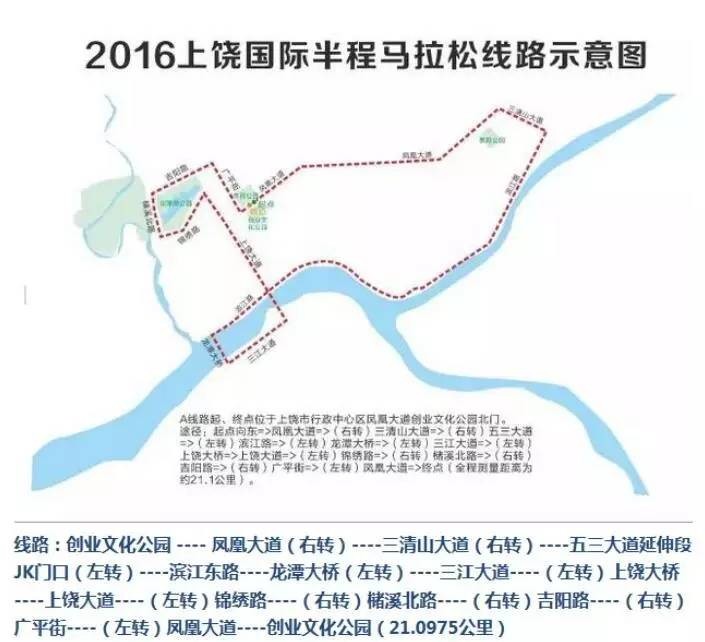 2016上饶国际半程马拉松线路示意图
三清山大道
凤凰大道
吉阳路
广平街
凤凰大道
起点
槠溪北路
锦绣路
上饶大道
滨江路
滨江路
龙潭大桥
三江大道
A线路起、终点位于上饶市行政中心区凤凰大道创业文化公园北门。
途径：起点向东=>凤凰大道=>（右转）三清山大道=>（右转）五三大道
=>（左转）滨江路=>（左转）龙潭大桥=>（左转）三江大道=>（左转）
上饶大桥=>上饶大道=>（左转）锦绣路=>（右转）槠溪北路=>（右转）
吉阳路=>（右转）广平街=>（左转）凤凰大道=>终点（全程测量距离为
约21.1公里）。
线路：创业文化公园 ---- 凤凰大道（右转）----三清山大道（右转）----五三大道延伸段
JK门口（左转）----滨江东路----龙潭大桥（左转）----三江大道----（左转）上饶大桥
----上饶大道----（左转）锦绣路----（右转）槠溪北路----（右转）吉阳路----（右转）
广平街----（左转）凤凰大道----创业文化公园（21.0975公里）